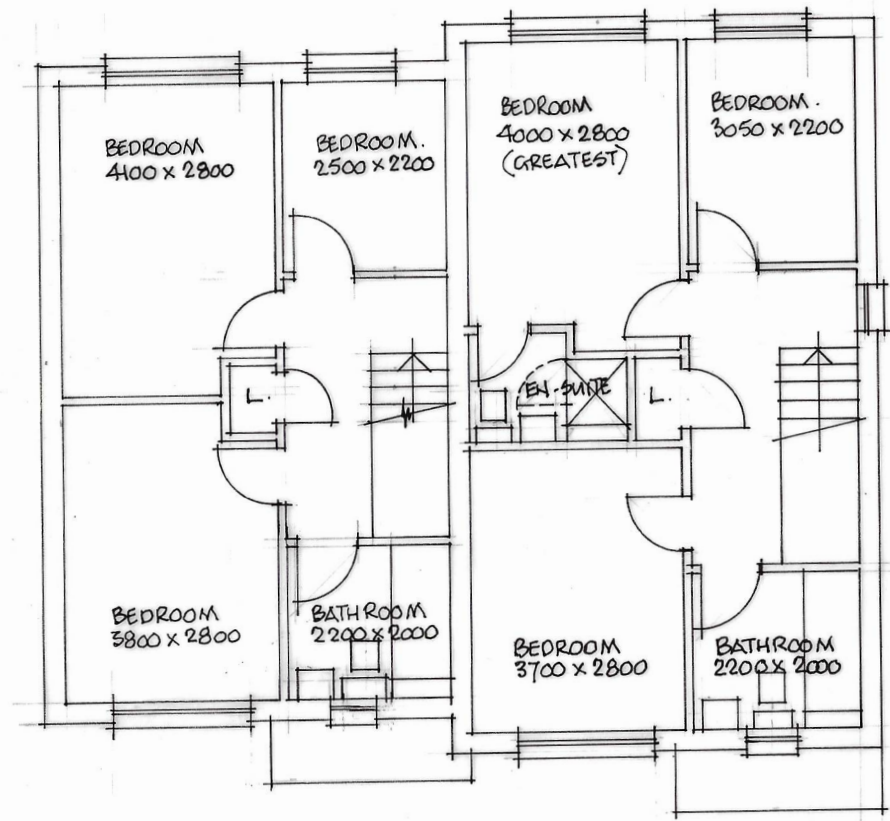 BEDROOM
4100 x 2800
BEDROOM.
2500 x 2200
BEDROOM
4000 x 2800
(GREATEST)
BEDROOM.
3050 x 2200
L.
EN-SUITE
L.
BEDROOM
3800 x 2800
BATHROOM
2200 x 2000
BEDROOM
3700 x 2800
BATHROOM
2200 x 2000